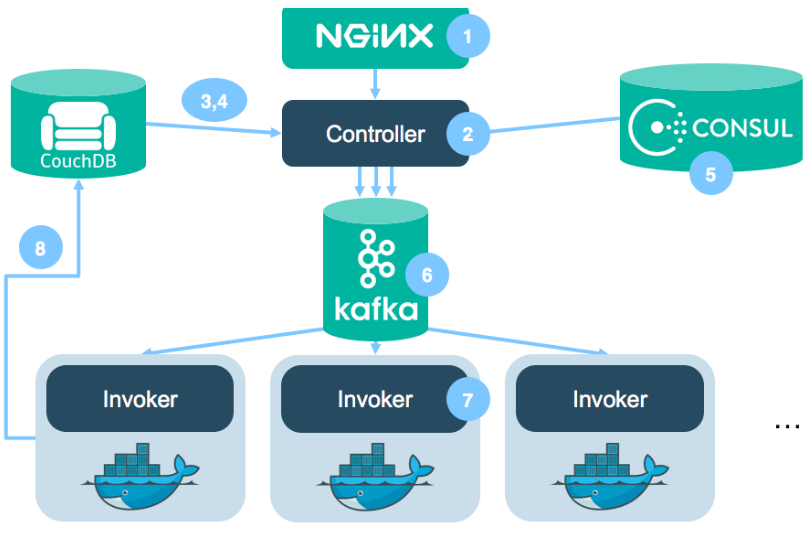 NGINX
1
3,4
CouchDB
Controller
2
CONSUL
5
8
6
kafka
Invoker
Invoker
7
Invoker
...